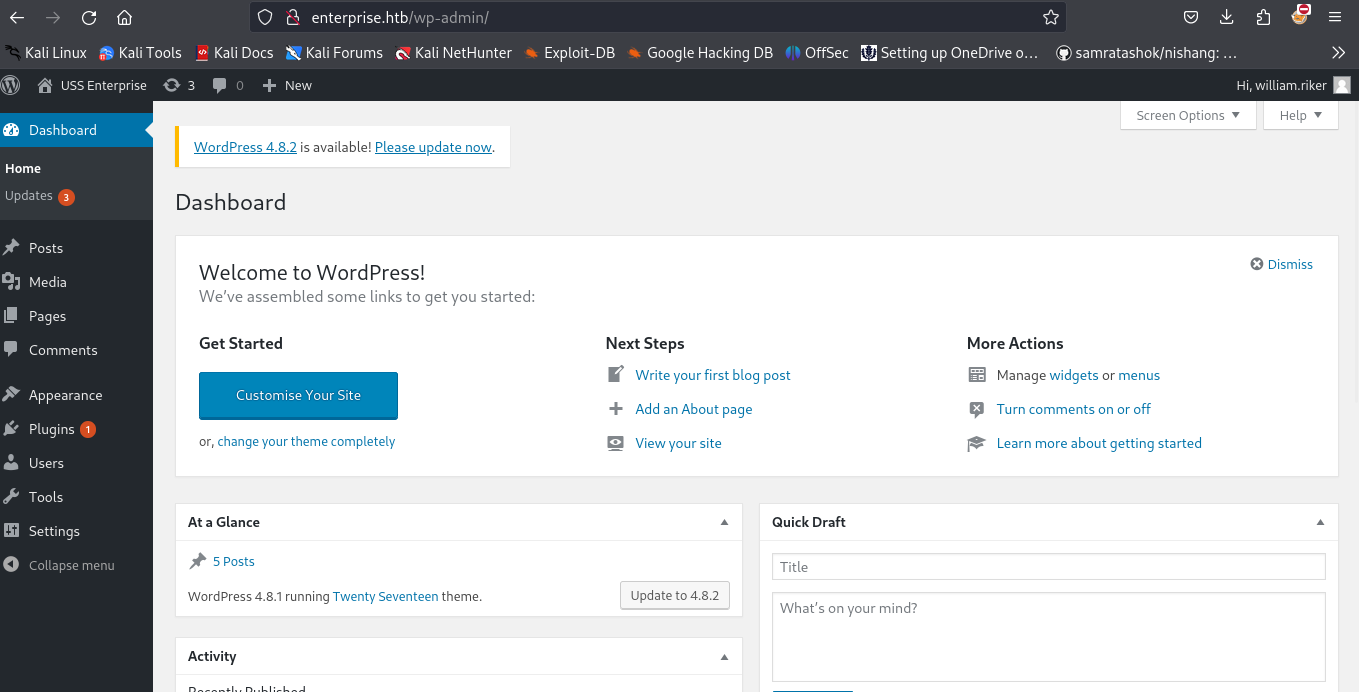 enterprise.htb/wp-admin/
Kali Linux Kali Tools Kali Docs Kali Forums Kali NetHunter Exploit-DB Google Hacking DB OffSec Setting up OneDrive o… samratashok/nishang: …
USS Enterprise 3 0 New Hi, william.riker
Screen Options Help
Dashboard
Home
Updates 3
Posts
Media
Pages
Comments
Appearance
Plugins 1
Users
Tools
Settings
Collapse menu
WordPress 4.8.2 is available! Please update now.
Dashboard
Welcome to WordPress!
Dismiss
We've assembled some links to get you started:
Get Started
Customise Your Site
or, change your theme completely
Next Steps
Write your first blog post
Add an About page
View your site
More Actions
Manage widgets or menus
Turn comments on or off
Learn more about getting started
At a Glance
5 Posts
WordPress 4.8.1 running Twenty Seventeen theme.
Update to 4.8.2
Activity
Recently Published
Quick Draft
Title
What's on your mind?